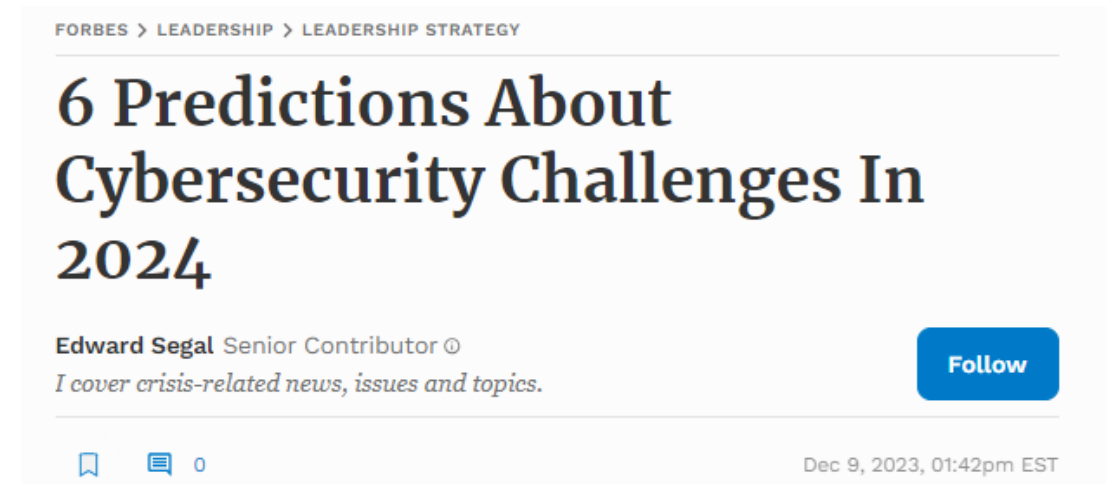 FORBES > LEADERSHIP > LEADERSHIP STRATEGY
6 Predictions About
Cybersecurity Challenges In
2024
Edward Segal Senior Contributor
I cover crisis-related news, issues and topics.
Follow
0
Dec 9, 2023, 01:42pm EST